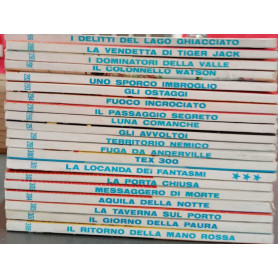 I DELITTI DEL LAGO GHIACCIATO
LA VENDETTA DI TIGER JACK
I DOMINATORI DELLA VALLE
IL COLONNELLO WATSON
UNO SPORCO IMBROGLIO
GLI OSTAGGI
FUOCO INCROCIATO
IL PASSAGGIO SEGRETO
LUNA COMANCHE
GLI AVVOLTOI
TERRITORIO NEMICO
FUGA DA ANDERVILLE
TEX 300
LA LOCANDA DEI FANTASMI
LA PORTA CHIUSA
MESSAGGERO DI MORTE
AQUILA DELLA NOTTE
LA TAVERNA SUL PORTO
IL GIORNO DELLA PAURA
IL RITORNO DELLA MANO ROSSA